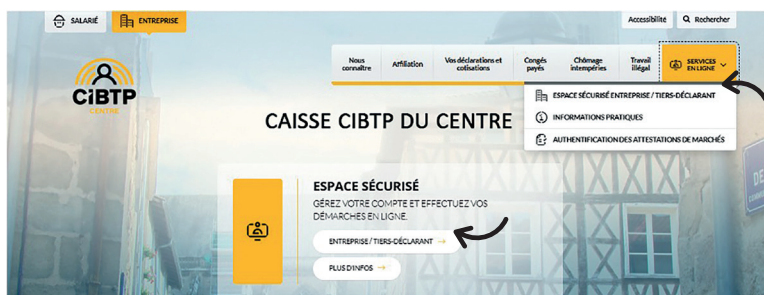 SALARIÉ
ENTREPRISE
Accessibilité
Rechercher
Nous connaître
Affiliation
Vos déclarations et cotisations
Congés payés
Chômage intempéries
Travail illégal
SERVICES EN LIGNE
CIBTP
CENTRE
ESPACE SÉCURISÉ ENTREPRISE / TIERS-DÉCLARANT
INFORMATIONS PRATIQUES
AUTHENTIFICATION DES ATTESTATIONS DE MARCHÉS
CAISSE CIBTP DU CENTRE
ESPACE SÉCURISÉ
GÉREZ VOTRE COMPTE ET EFFECTUEZ VOS
DÉMARCHES EN LIGNE.
ENTREPRISE / TIERS-DÉCLARANT →
PLUS D'INFOS →